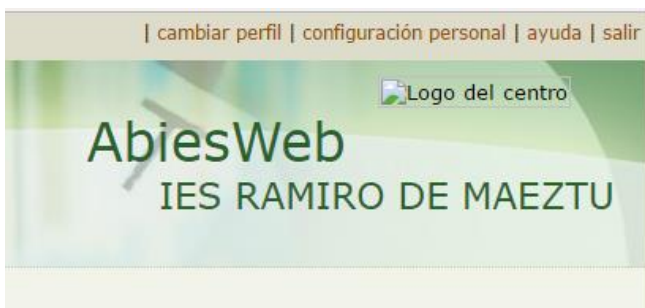 | cambiar perfil | configuración personal | ayuda | salir
Logo del centro
AbiesWeb
IES RAMIRO DE MAEZTU